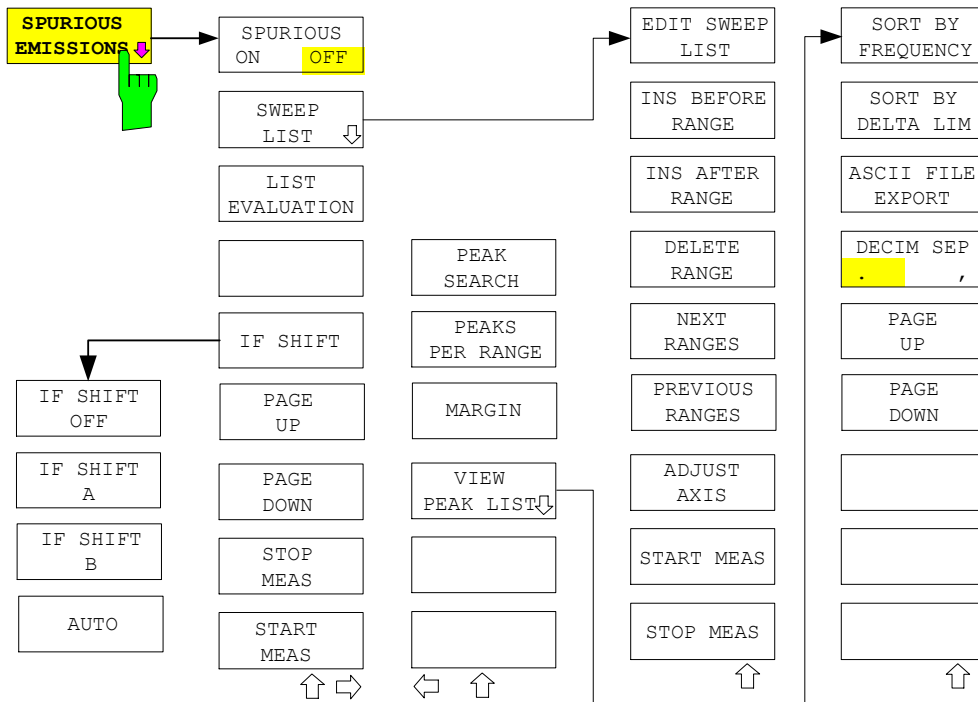 SPURIOUS
EMISSIONS
SPURIOUS
ON OFF
SWEEP
LIST
LIST
EVALUATION
IF SHIFT
PAGE
UP
PAGE
DOWN
STOP
MEAS
START
MEAS
IF SHIFT
OFF
IF SHIFT
A
IF SHIFT
B
AUTO
PEAK
SEARCH
PEAKS
PER RANGE
MARGIN
VIEW
PEAK LIST
EDIT SWEEP
LIST
INS BEFORE
RANGE
INS AFTER
RANGE
DELETE
RANGE
NEXT
RANGES
PREVIOUS
RANGES
ADJUST
AXIS
START MEAS
STOP MEAS
SORT BY
FREQUENCY
SORT BY
DELTA LIM
ASCII FILE
EXPORT
DECIM SEP
. ,
PAGE
UP
PAGE
DOWN